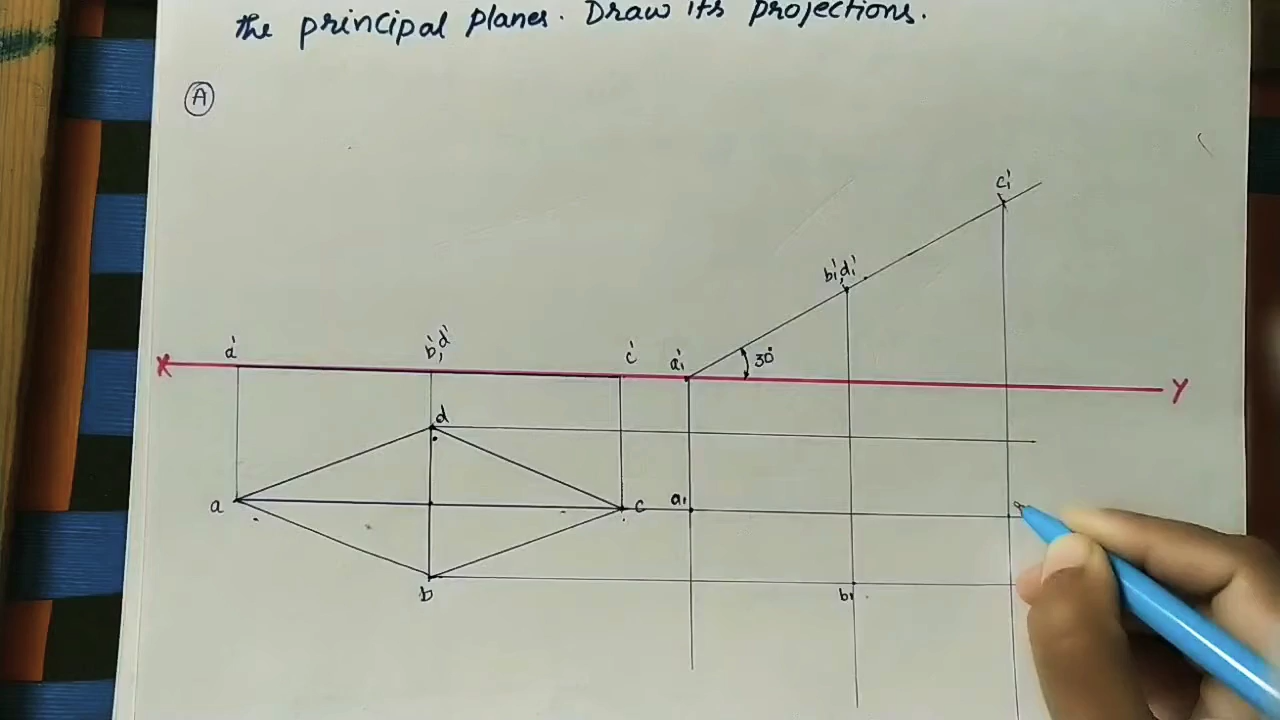 the principal planes. Draw its projections.
A
c1'
b1', d1'
a' b', d' c' a1' 30°
X Y
d
a c a1
b b1